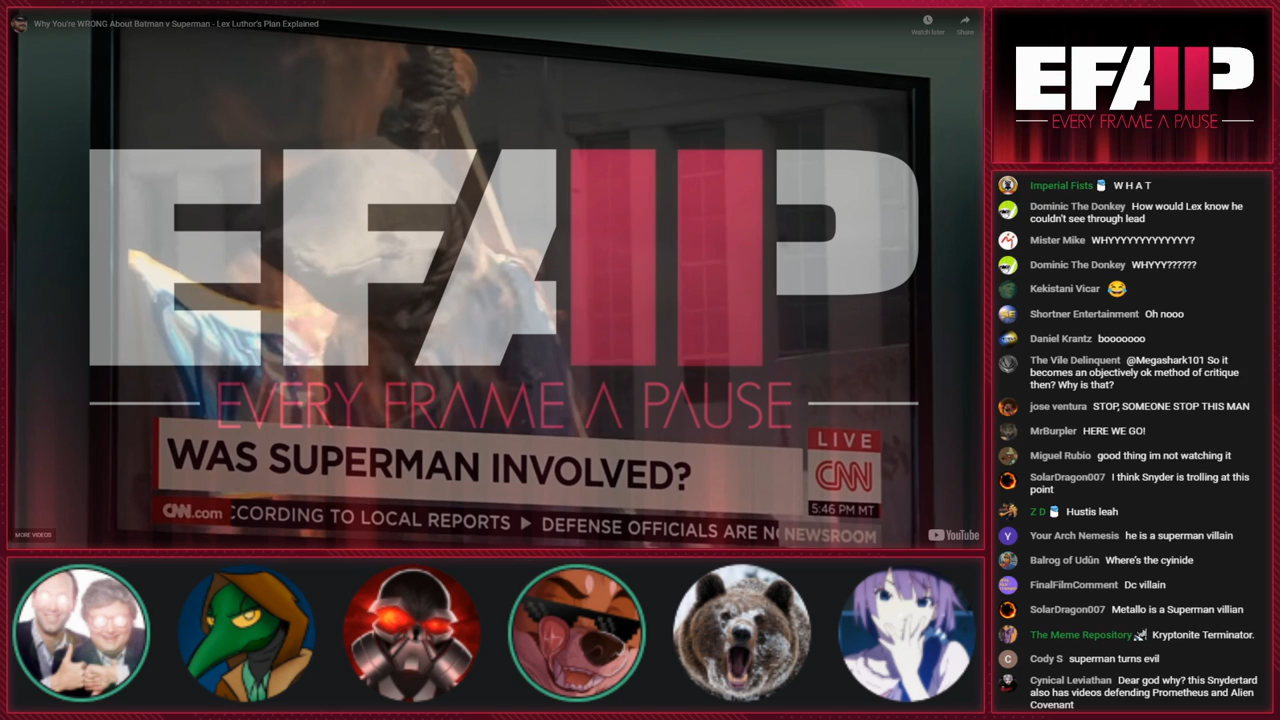 Why You're WRONG About Batman v Superman - Lex Luthor's Plan Explained
Watch later
Share
EFAP
EVERY FRAME A PAUSE
WAS SUPERMAN INVOLVED?
LIVE
CNN
5:46 PM MT
CNN.com
CCORDING TO LOCAL REPORTS ▶ DEFENSE OFFICIALS ARE NO
NEWSROOM
MORE VIDEOS
YouTube
EFAP
EVERY FRAME A PAUSE
Imperial Fists W H A T
Dominic The Donkey How would Lex know he
couldn't see through lead
Mister Mike WHYYYYYYYYYYYYY?
Dominic The Donkey WHYYY??????
Kekistani Vicar 😂
Shortner Entertainment Oh nooo
Daniel Krantz booooooo
The Vile Delinquent @Megashark101 So it
becomes an objectively ok method of critique
then? Why is that?
jose ventura STOP, SOMEONE STOP THIS MAN
MrBurpler HERE WE GO!
Miguel Rubio good thing im not watching it
SolarDragon007 I think Snyder is trolling at this
point
Z D Hustis leah
Y
Your Arch Nemesis he is a superman villain
Balrog of Udûn Where's the cyinide
FinalFilmComment Dc villain
SolarDragon007 Metallo is a Superman villian
The Meme Repository Kryptonite Terminator.
C
Cody S superman turns evil
Cynical Leviathan Dear god why? this Snydertard
also has videos defending Prometheus and Alien
Covenant